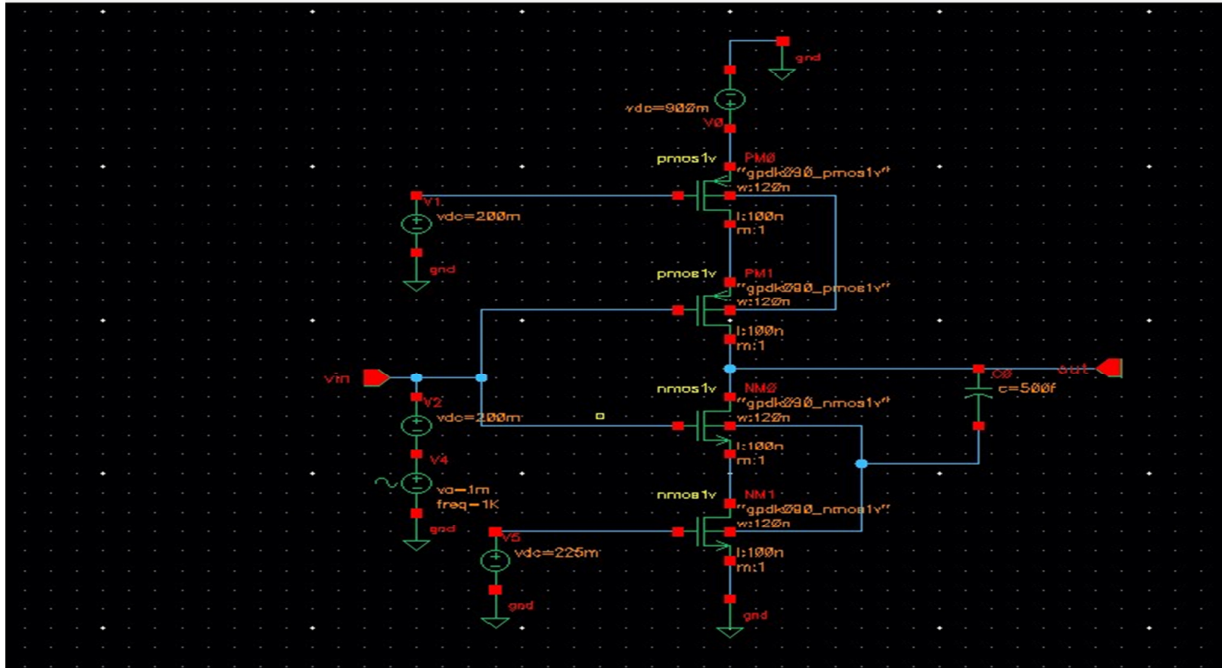 gnd
vdc=900m
V0
pmos1v
PM0
"gpdk090_pmos1v"
w:120n
l:100n
m:1
V1
vdc=200m
gnd
pmos1v
PM1
"gpdk090_pmos1v"
w:120n
l:100n
m:1
vin
V2
vdc=200m
V4
va=1m
freq=1K
gnd
nmos1v
NM0
"gpdk090_nmos1v"
w:120n
l:100n
m:1
C0
c=500f
out
nmos1v
NM1
"gpdk090_nmos1v"
w:120n
l:100n
m:1
V5
vdc=225m
gnd
gnd